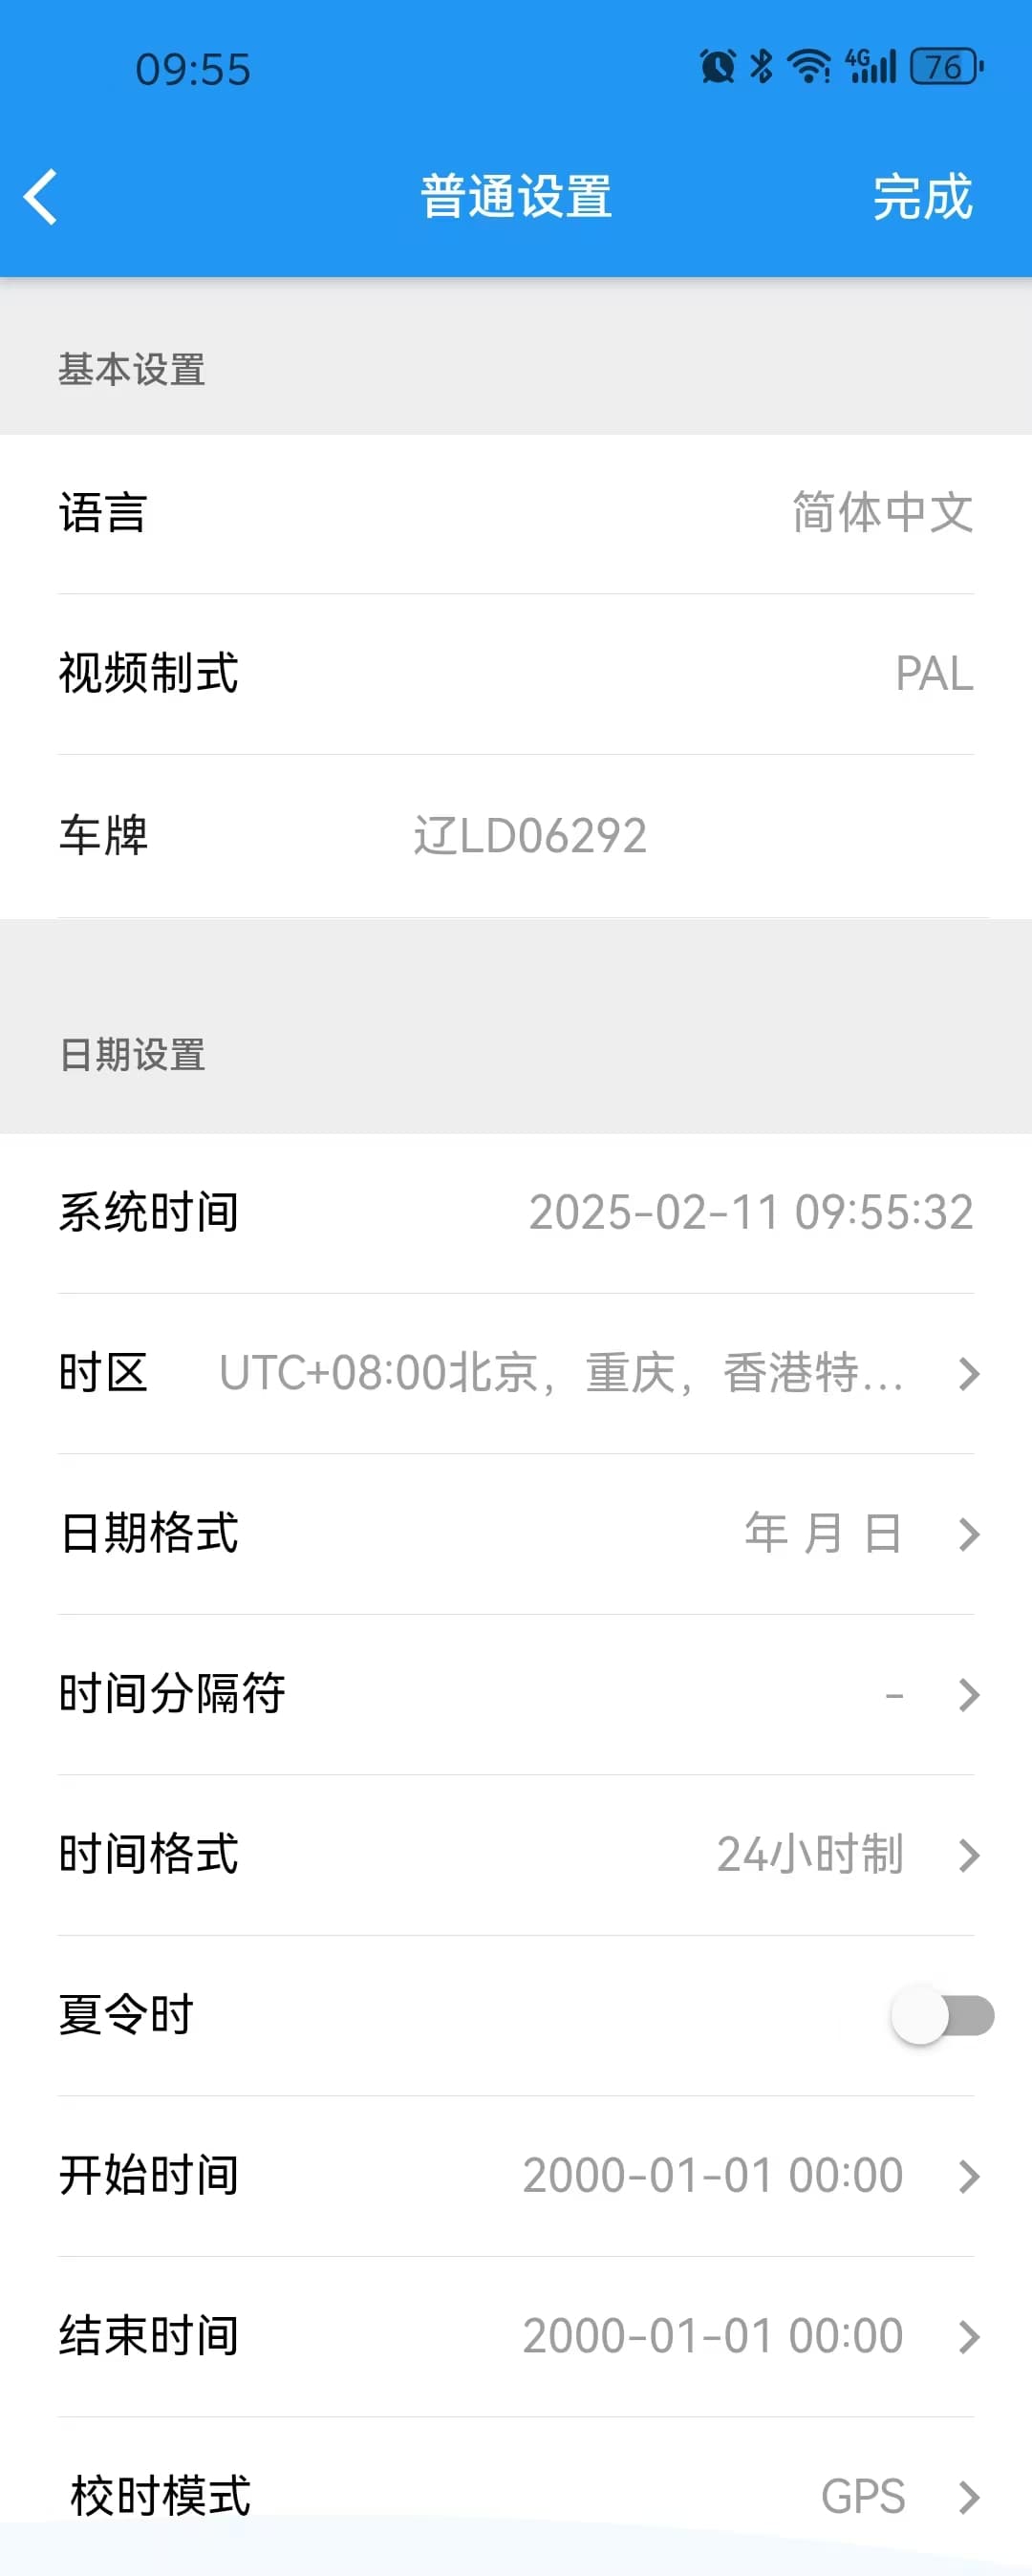 09:55 4G 76
普通设置 完成
基本设置
语言 简体中文
视频制式 PAL
车牌 辽LD06292
日期设置
系统时间 2025-02-11 09:55:32
时区 UTC+08:00北京，重庆，香港特...
日期格式 年 月 日
时间分隔符 -
时间格式 24小时制
夏令时
开始时间 2000-01-01 00:00
结束时间 2000-01-01 00:00
校时模式 GPS